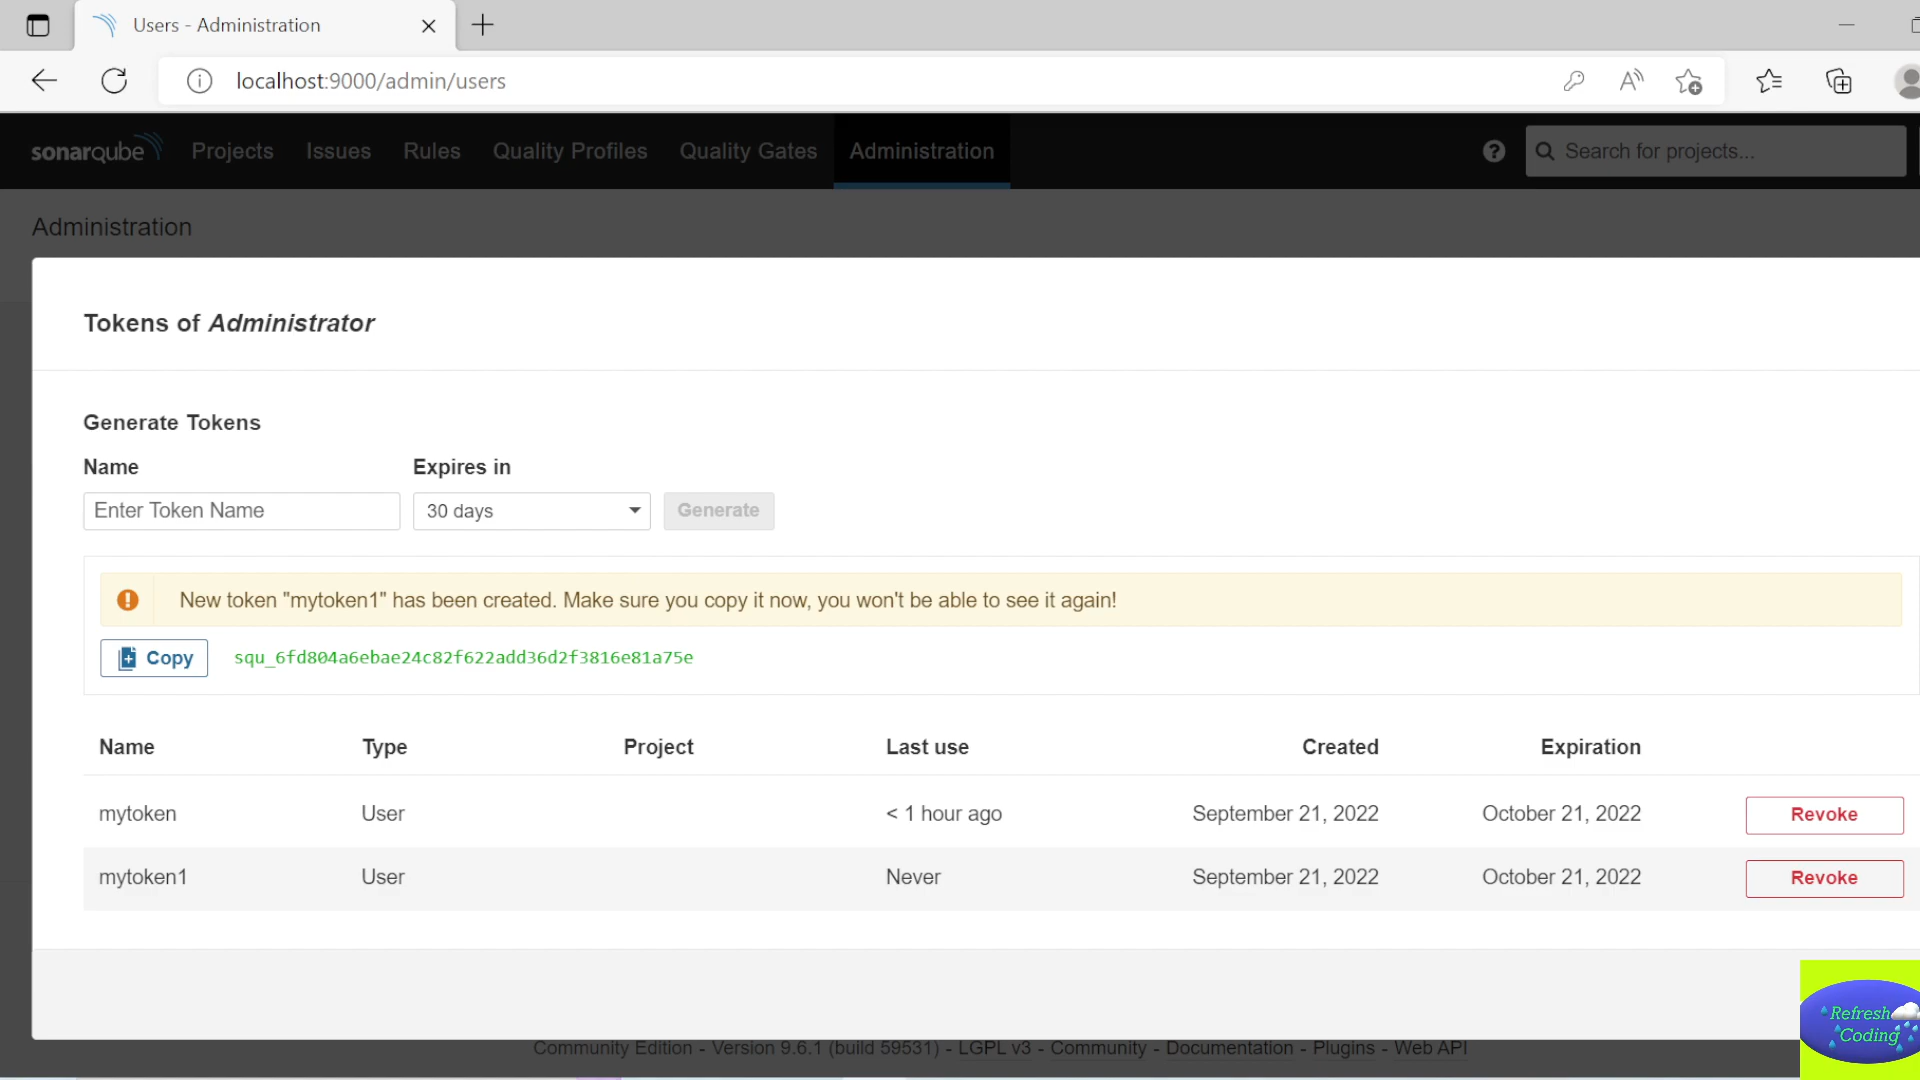 Users - Administration
localhost:9000/admin/users
sonarqube Projects Issues Rules Quality Profiles Quality Gates Administration Search for projects...
Administration
Tokens of Administrator
Generate Tokens
Name Expires in
Enter Token Name 30 days Generate
New token "mytoken1" has been created. Make sure you copy it now, you won't be able to see it again!
Copy squ_6fd804a6ebae24c82f622add36d2f3816e81a75e
Name Type Project Last use Created Expiration
mytoken User < 1 hour ago September 21, 2022 October 21, 2022 Revoke
mytoken1 User Never September 21, 2022 October 21, 2022 Revoke
Refresh
Coding
Community Edition - Version 9.6.1 (build 59531) - LGPL v3 - Community - Documentation - Plugins - Web API